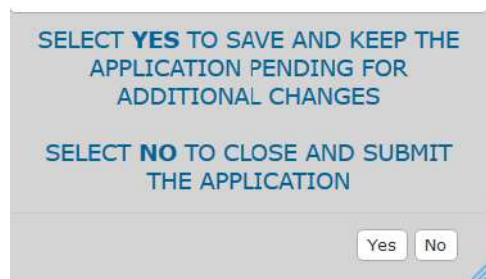 SELECT YES TO SAVE AND KEEP THE
APPLICATION PENDING FOR
ADDITIONAL CHANGES
SELECT NO TO CLOSE AND SUBMIT
THE APPLICATION
Yes No